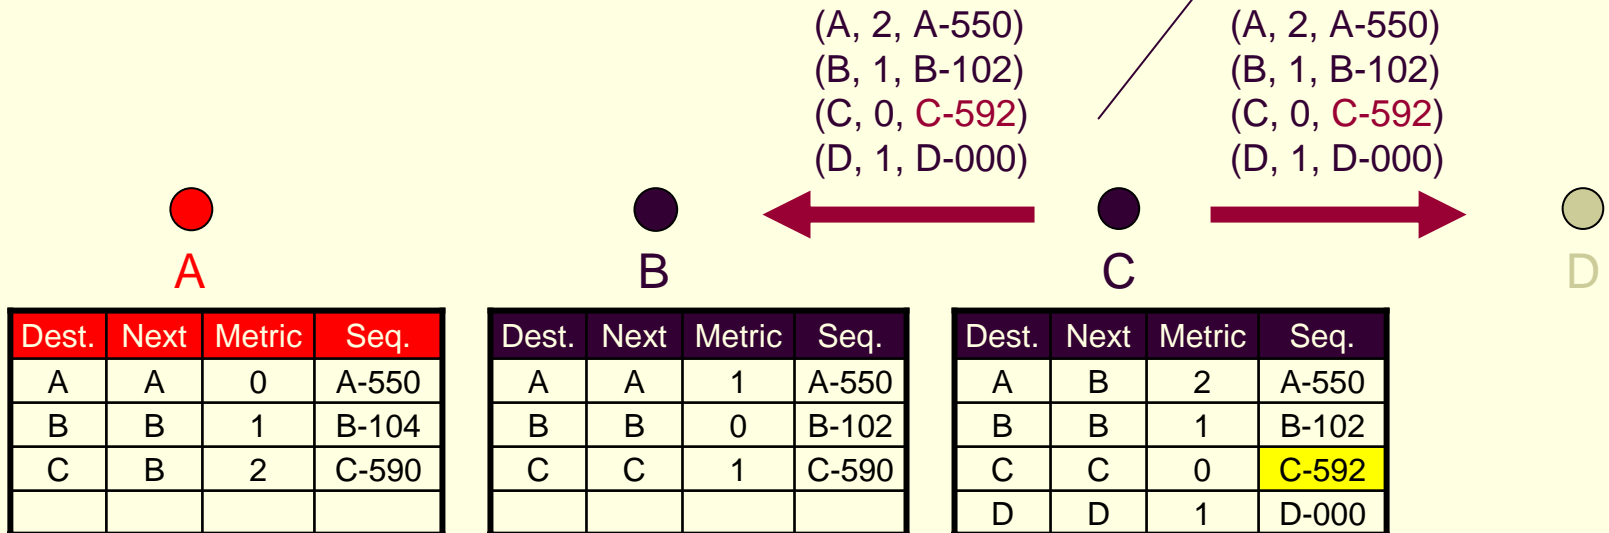 (A, 2, A-550)
(B, 1, B-102)
(C, 0, C-592)
(D, 1, D-000)
(A, 2, A-550)
(B, 1, B-102)
(C, 0, C-592)
(D, 1, D-000)
A
B
C
D
Dest. Next Metric Seq.
A A 0 A-550
B B 1 B-104
C B 2 C-590
Dest. Next Metric Seq.
A A 1 A-550
B B 0 B-102
C C 1 C-590
Dest. Next Metric Seq.
A B 2 A-550
B B 1 B-102
C C 0 C-592
D D 1 D-000